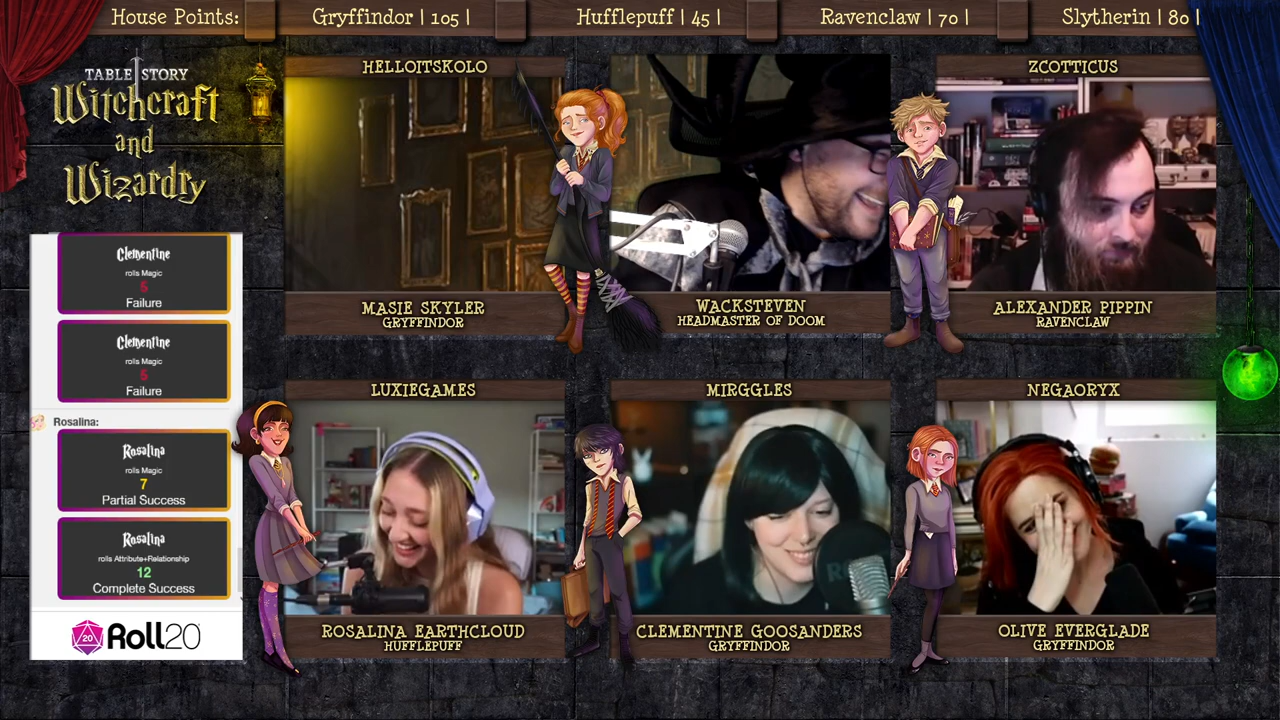 House Points:
Gryffindor | 105 |
Hufflepuff | 45 |
Ravenclaw | 70 |
Slytherin | 80 |
TABLE STORY
Witchcraft
and
Wizardry
HELLOITSKOLO
ZCOTTICUS
MASIE SKYLER
GRYFFINDOR
WACKSTEVEN
HEADMASTER OF DOOM
ALEXANDER PIPPIN
RAVENCLAW
Clementine
rolls Magic
5
Failure
Clementine
rolls Magic
5
Failure
Rosalina:
Rosalina
rolls Magic
7
Partial Success
Rosalina
rolls Attribute+Relationship
12
Complete Success
20
Roll20
LUXIEGAMES
MIRGGLES
NEGAORYX
ROSALINA EARTHCLOUD
HUFFLEPUFF
CLEMENTINE GOOSANDERS
GRYFFINDOR
OLIVE EVERGLADE
GRYFFINDOR